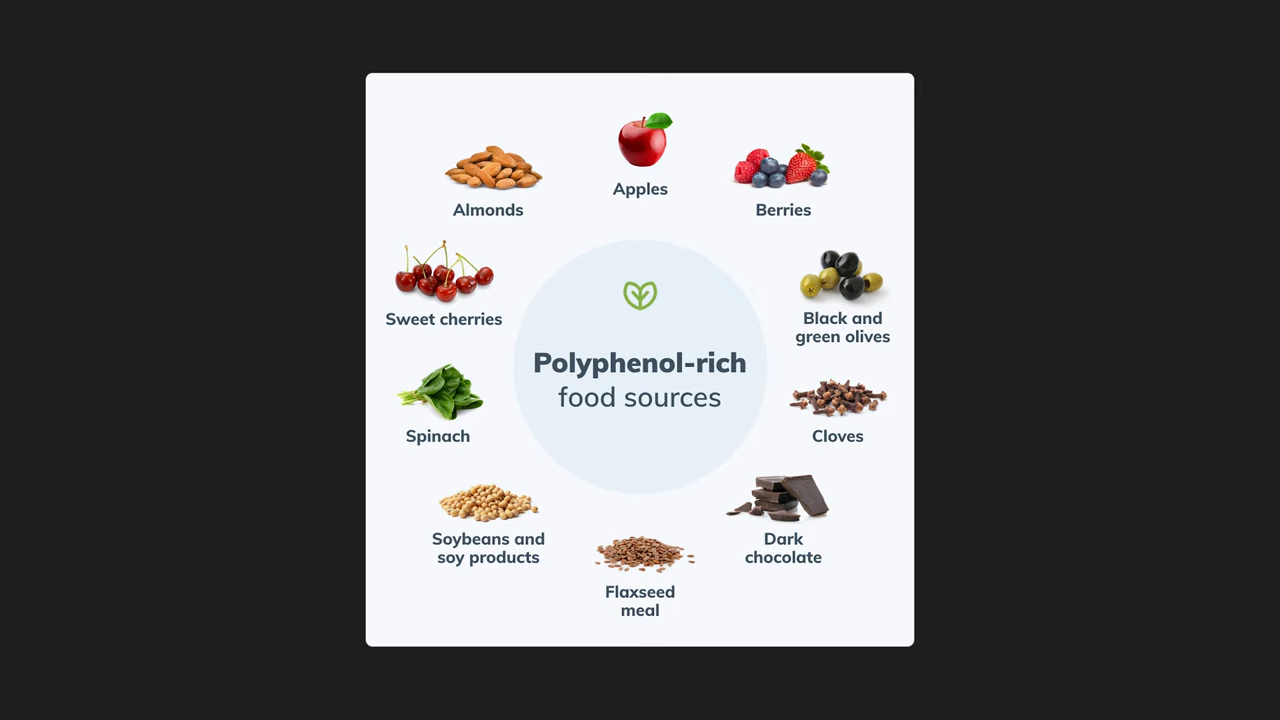 Apples
Almonds
Berries
Sweet cherries
Black and
green olives
Polyphenol-rich
food sources
Spinach
Cloves
Soybeans and
soy products
Dark
chocolate
Flaxseed
meal